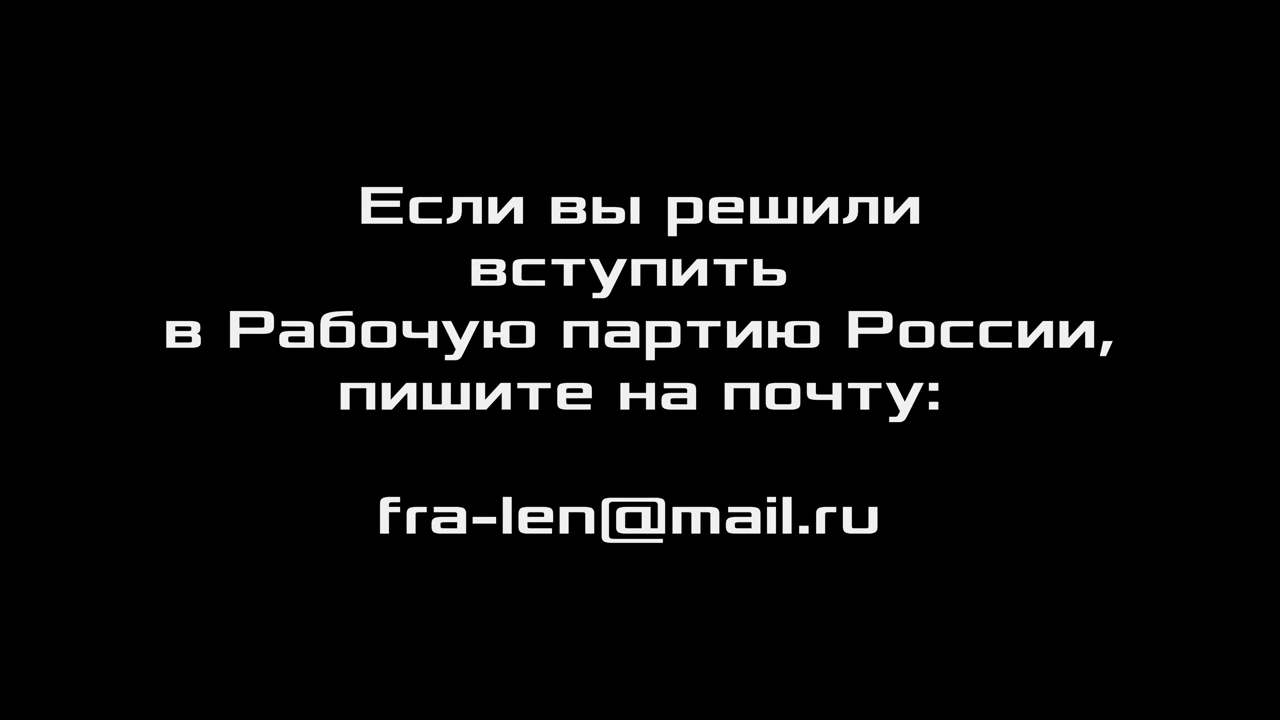 Если вы решили
вступить
в Рабочую партию России,
пишите на почту:
fra-len@mail.ru